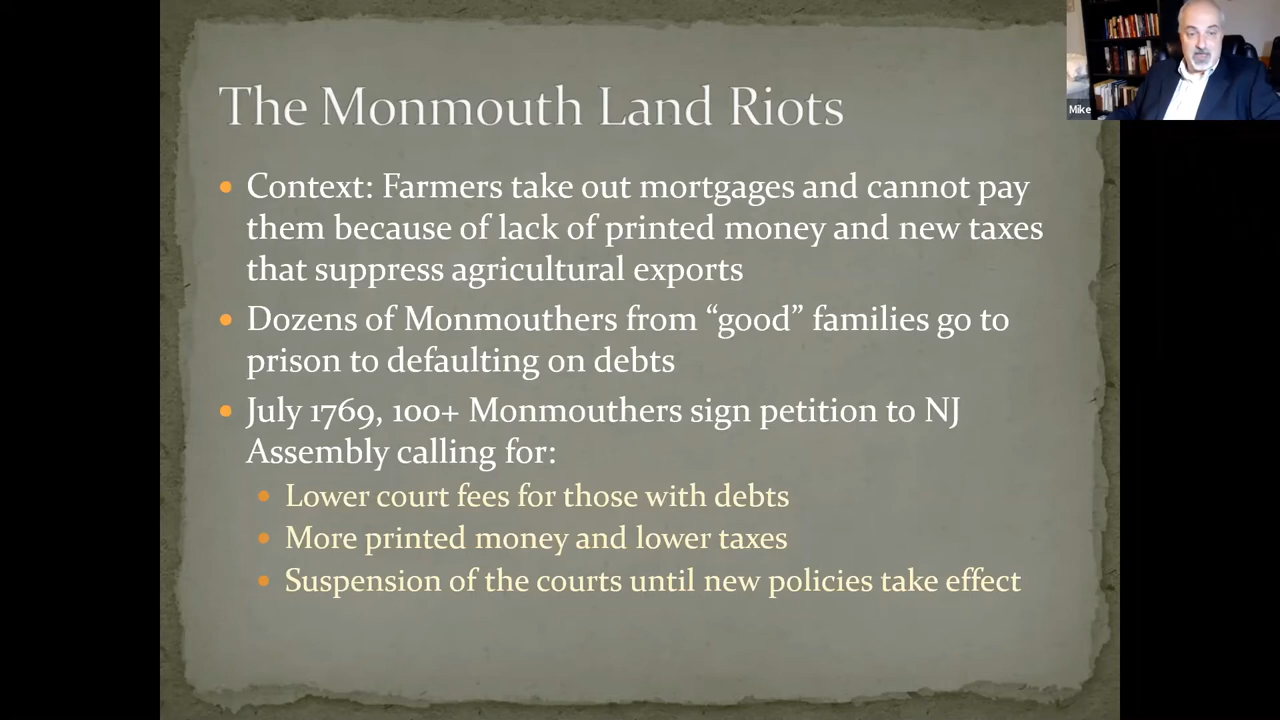 The Monmouth Land Riots
Mike
• Context: Farmers take out mortgages and cannot pay
them because of lack of printed money and new taxes
that suppress agricultural exports
• Dozens of Monmouthers from “good” families go to
prison to defaulting on debts
• July 1769, 100+ Monmouthers sign petition to NJ
Assembly calling for:
• Lower court fees for those with debts
• More printed money and lower taxes
• Suspension of the courts until new policies take effect